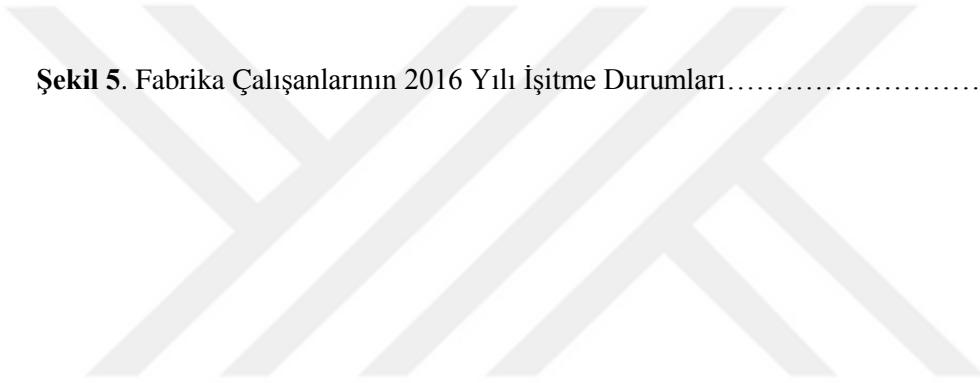 Şekil 5. Fabrika Çalışanlarının 2016 Yılı İşitme Durumları…………………….